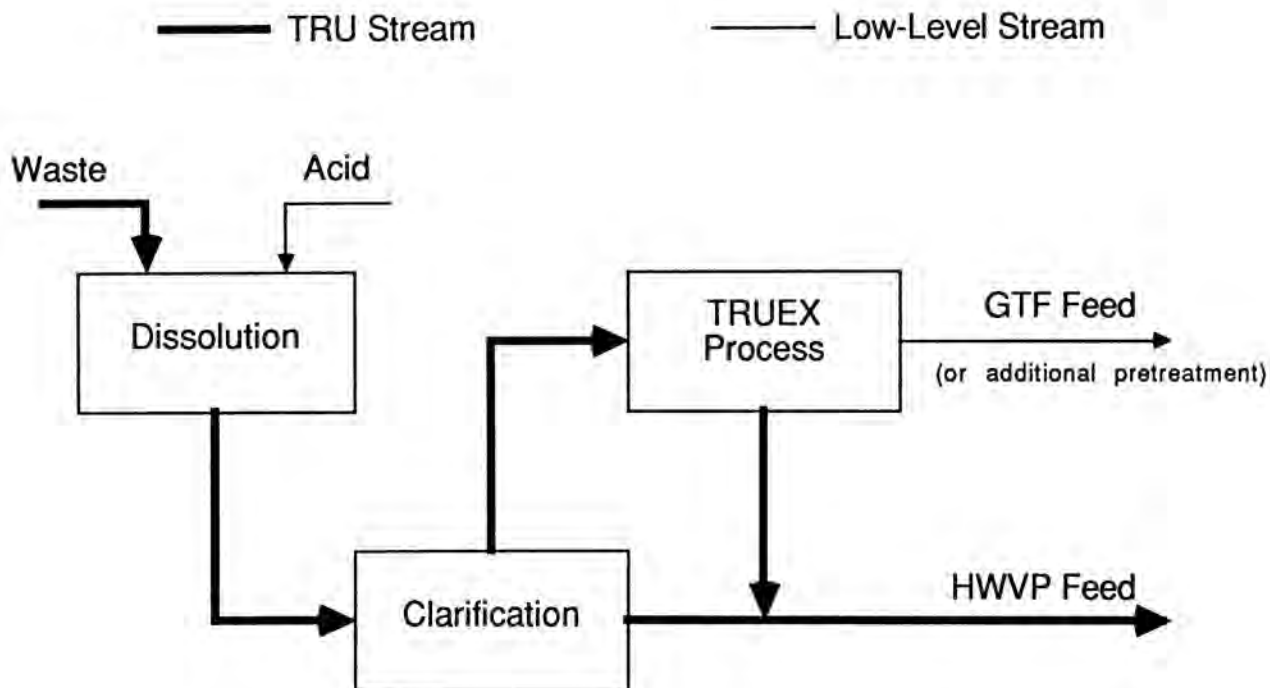 TRU Stream
Low-Level Stream
Waste
Acid
Dissolution
TRUEX
Process
GTF Feed
(or additional pretreatment)
Clarification
HWVP Feed